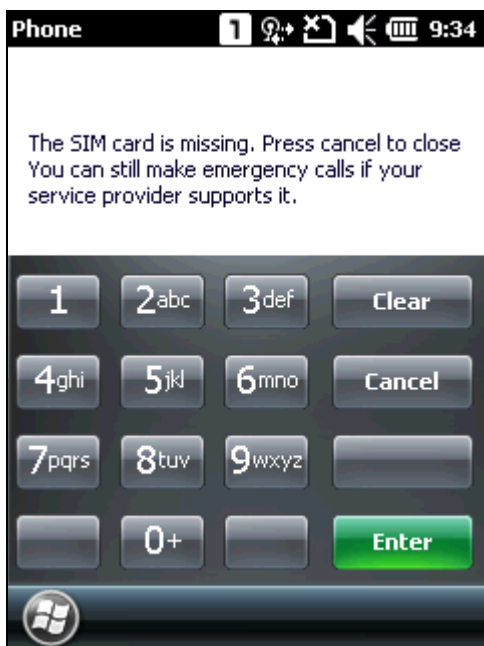 Phone 1 9:34
The SIM card is missing. Press cancel to close
You can still make emergency calls if your
service provider supports it.
1 2abc 3def Clear
4ghi 5jkl 6mno Cancel
7pqrs 8tuv 9wxyz
0+ Enter